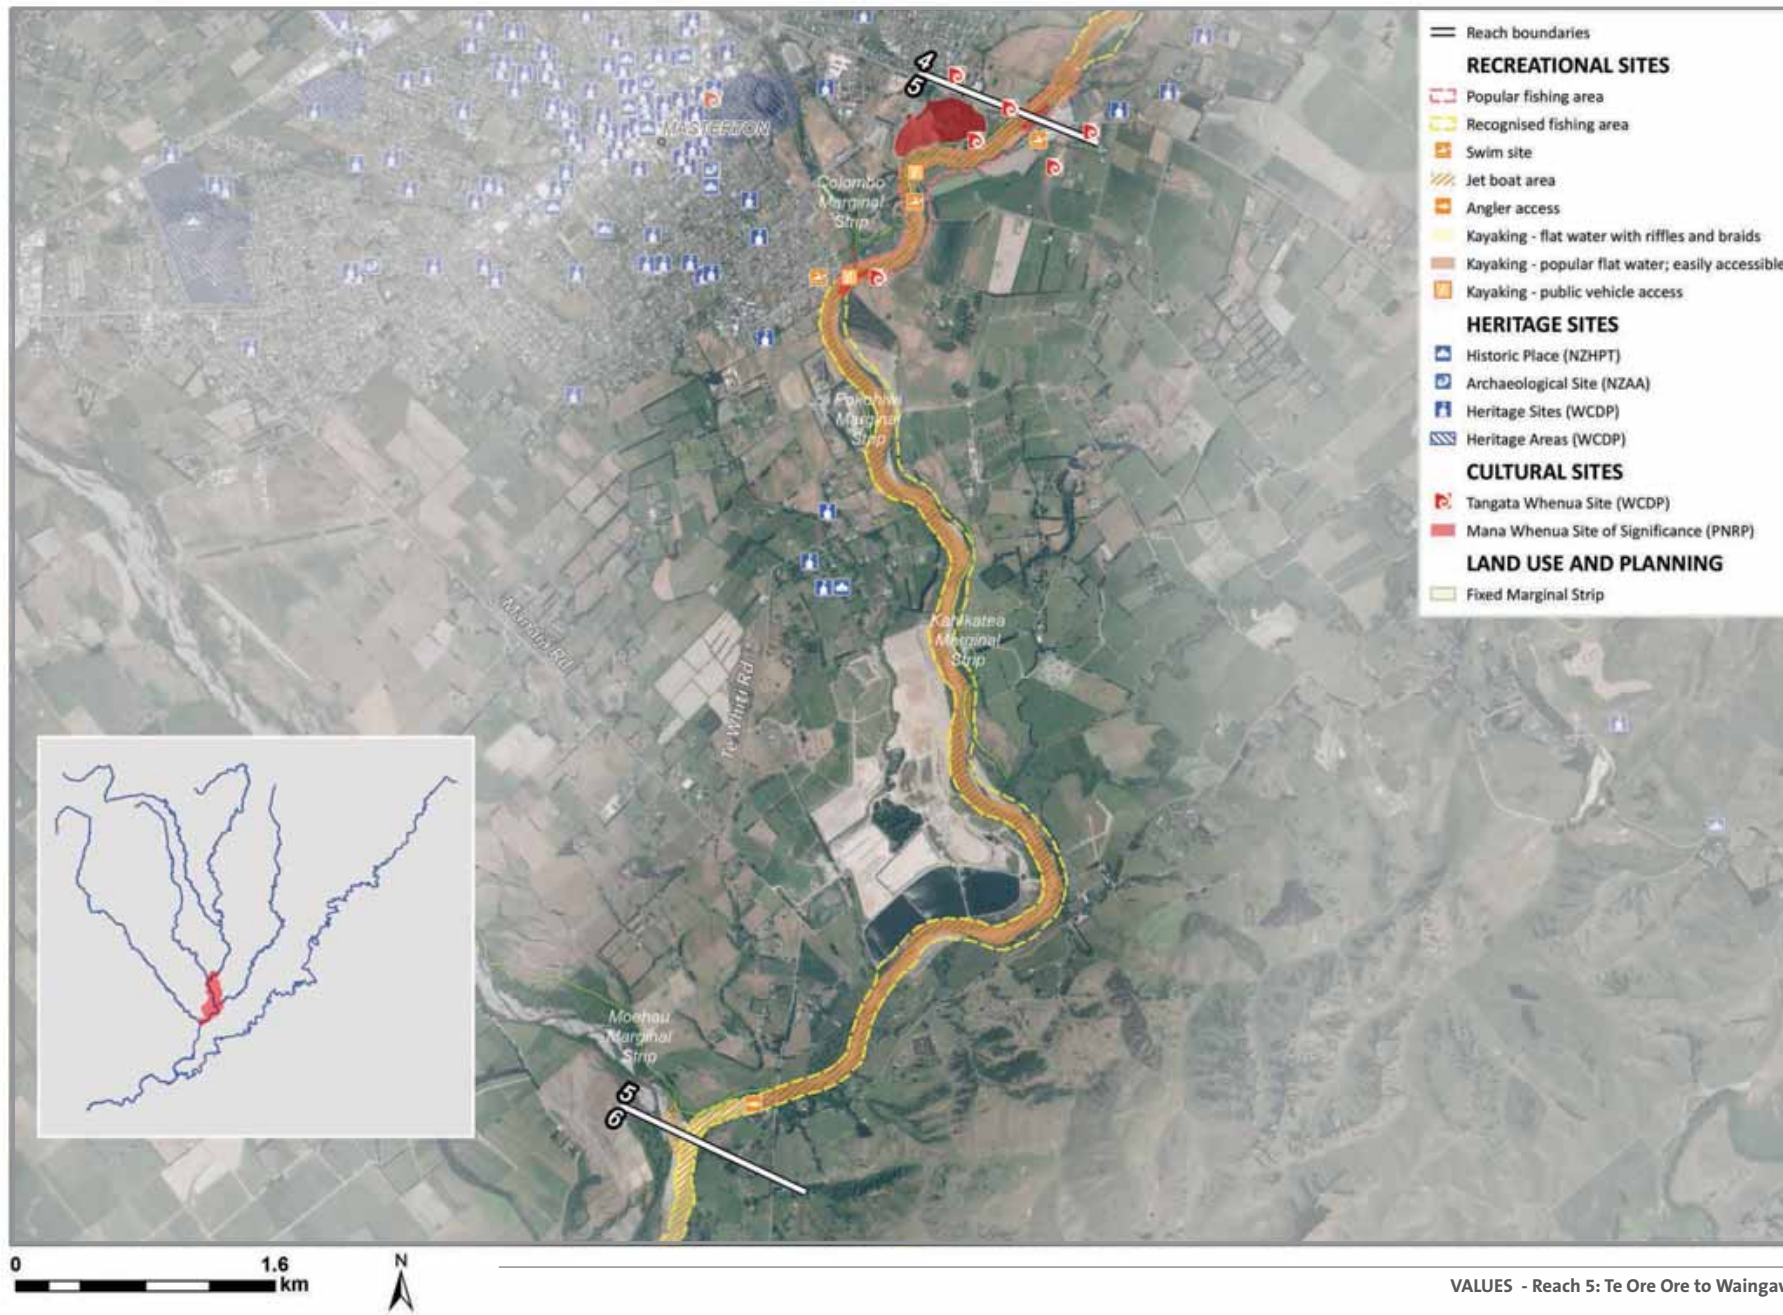 Reach boundaries
RECREATIONAL SITES
Popular fishing area
Recognised fishing area
Swim site
Jet boat area
Angler access
Kayaking - flat water with riffles and braids
Kayaking - popular flat water; easily accessible
Kayaking - public vehicle access
HERITAGE SITES
Historic Place (NZHPT)
Archaeological Site (NZAA)
Heritage Sites (WCDP)
Heritage Areas (WCDP)
CULTURAL SITES
Tangata Whenua Site (WCDP)
Mana Whenua Site of Significance (PNRP)
LAND USE AND PLANNING
Fixed Marginal Strip
4
5
MASTERTON
Colombo
Marginal
Strip
Pokohiwi
Marginal
Strip
Kahikatea
Marginal
Strip
Manaia Rd
Te Whiti Rd
Moehau
Marginal
Strip
5
6
0
1.6
km
N
VALUES - Reach 5: Te Ore Ore to Waingav